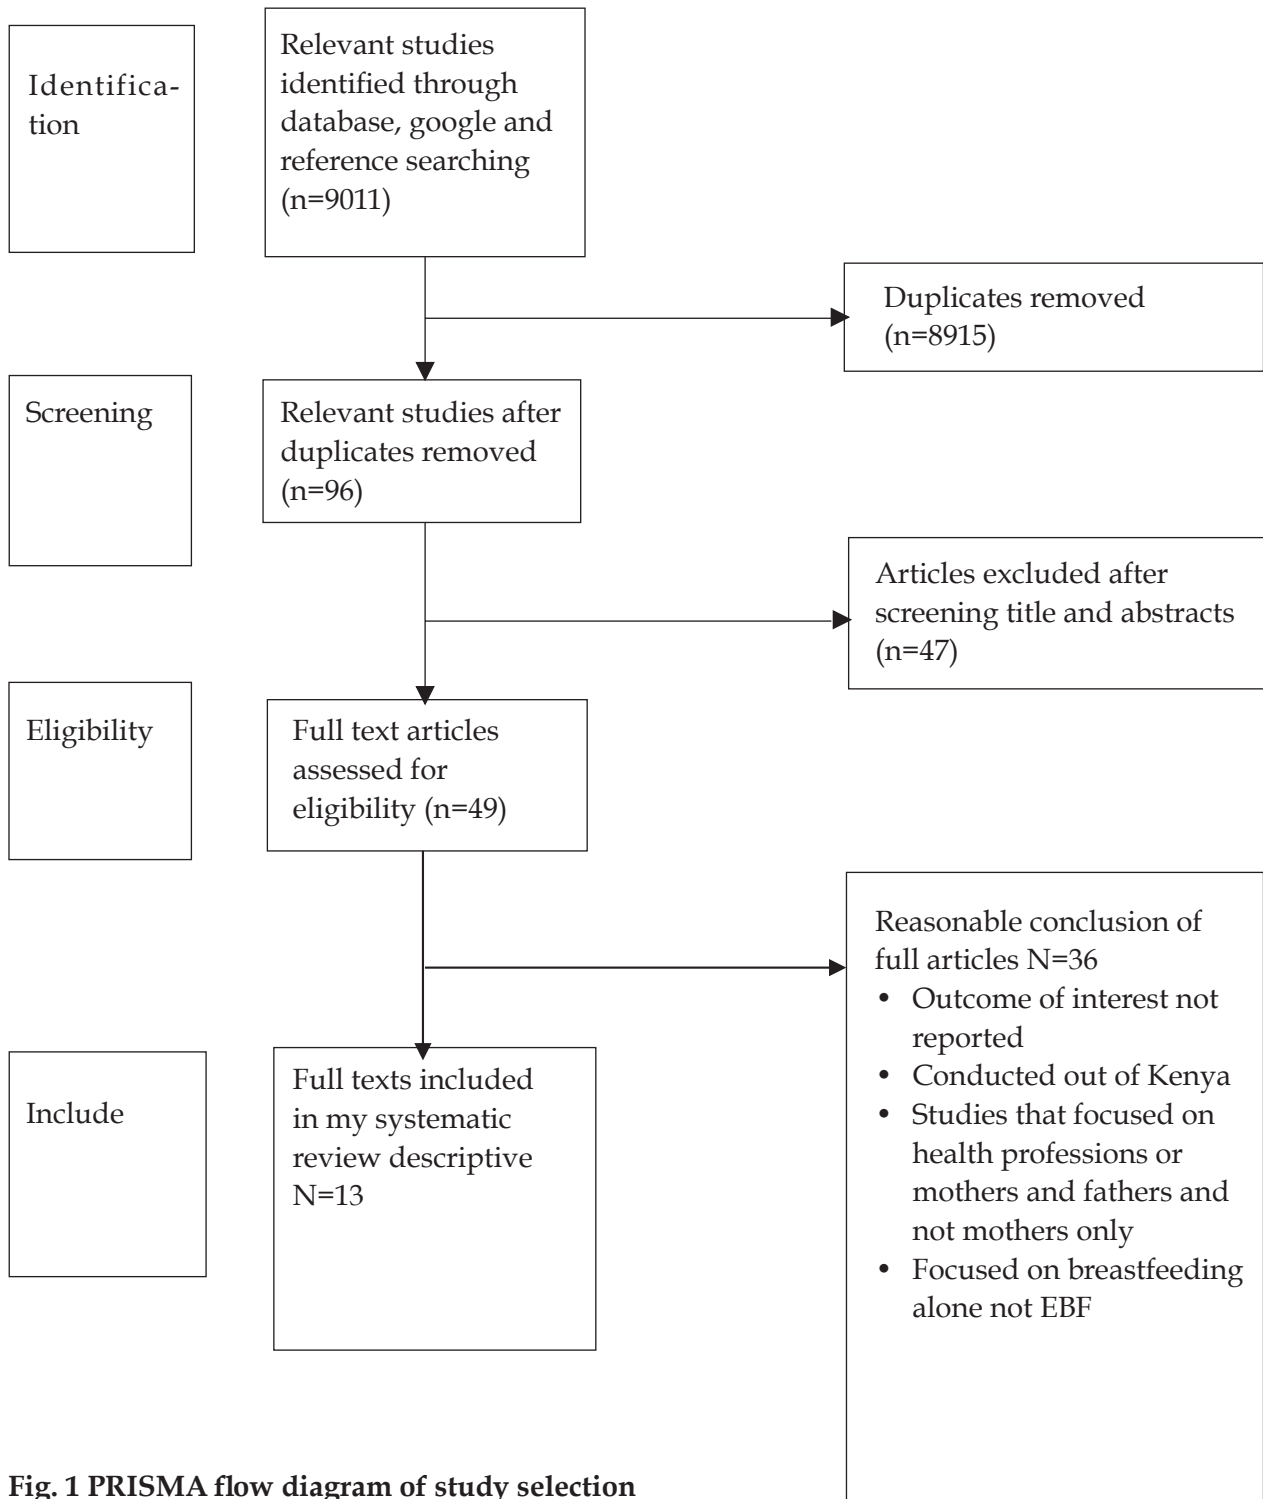 Identifica-
tion
Relevant studies
identified through
database, google and
reference searching
(n=9011)
Duplicates removed
(n=8915)
Screening
Relevant studies after
duplicates removed
(n=96)
Articles excluded after
screening title and abstracts
(n=47)
Eligibility
Full text articles
assessed for
eligibility (n=49)
Reasonable conclusion of
full articles N=36
• Outcome of interest not
reported
• Conducted out of Kenya
• Studies that focused on
health professions or
mothers and fathers and
not mothers only
• Focused on breastfeeding
alone not EBF
Include
Full texts included
in my systematic
review descriptive
N=13
Fig. 1 PRISMA flow diagram of study selection